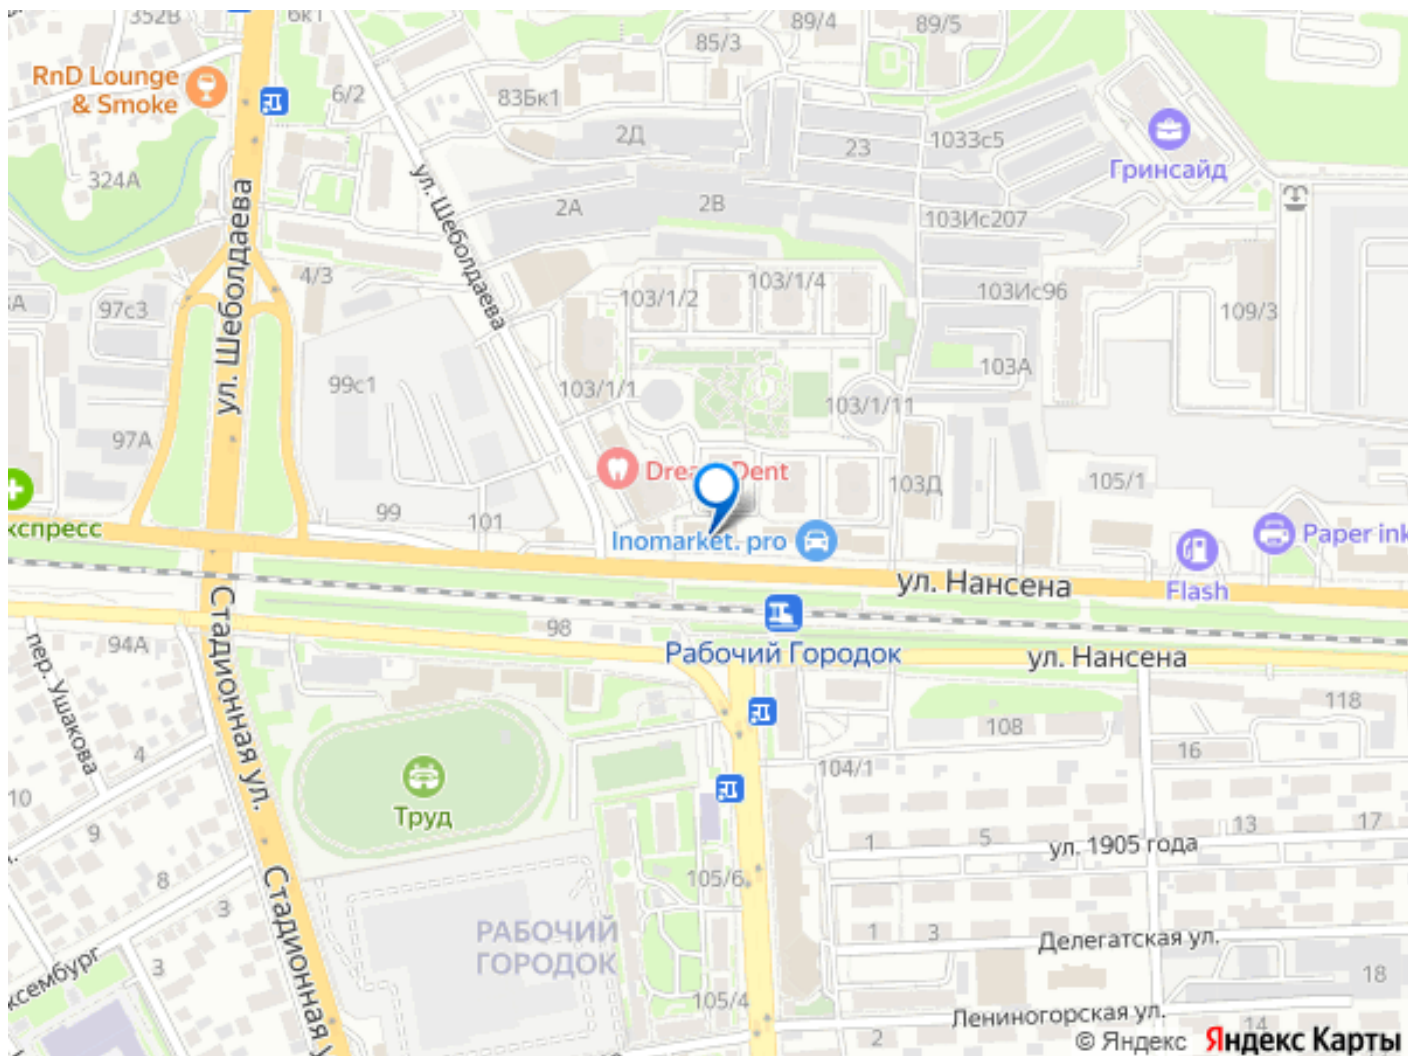 352В
6к1
89/4
89/5
85/3
RnD Lounge
& Smoke
6/2
83Бк1
2Д
23
1033с5
Гринсайд
324А
ул. Шеболдаева
ул. Шеболдаева
2А
2В
103Ис207
4/3
103/1/2
103/1/4
103Ис96
97с3
109/3
99с1
103/1/1
103А
103/1/11
97А
Dream Dent
103Д
105/1
99
101
кспресс
Inomarket. pro
Paper ink
ул. Нансена
Flash
Стадионная ул.
98
94А
Рабочий Городок
ул. Нансена
пер. Ушакова
118
108
16
4
104/1
10
Труд
9
1
5
13
17
ул. 1905 года
8
105/6
3
Стадионная у
РАБОЧИЙ
ГОРОДОК
1
3
Делегатская ул.
ксембург
3
18
105/4
Лениногорская ул.
2
14
© Яндекс Яндекс Карты